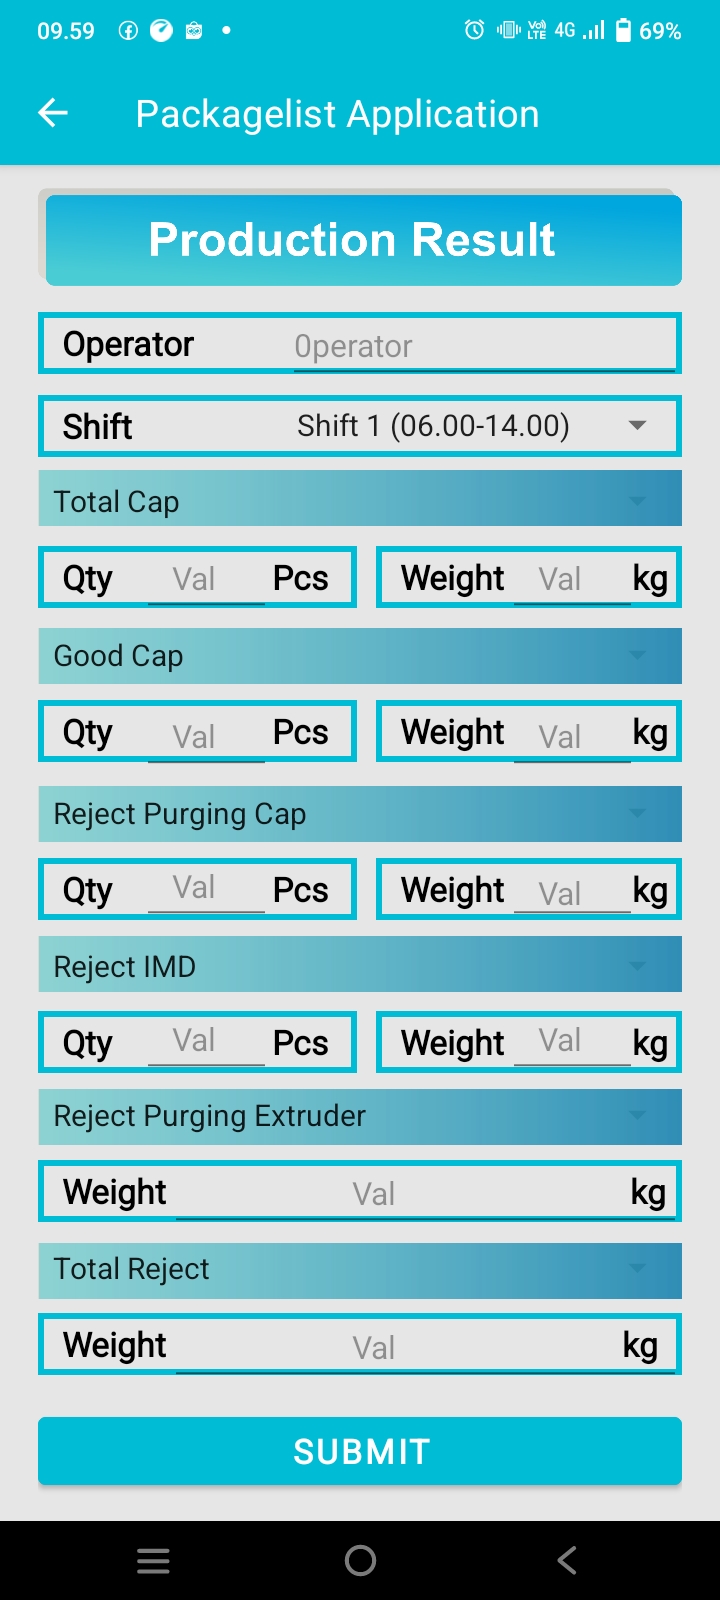 09.59 VoD LTE 4G 69%
Packagelist Application
Production Result
Operator 0perator
Shift Shift 1 (06.00-14.00)
Total Cap
Qty Val Pcs Weight Val kg
Good Cap
Qty Val Pcs Weight Val kg
Reject Purging Cap
Qty Val Pcs Weight Val kg
Reject IMD
Qty Val Pcs Weight Val kg
Reject Purging Extruder
Weight Val kg
Total Reject
Weight Val kg
SUBMIT